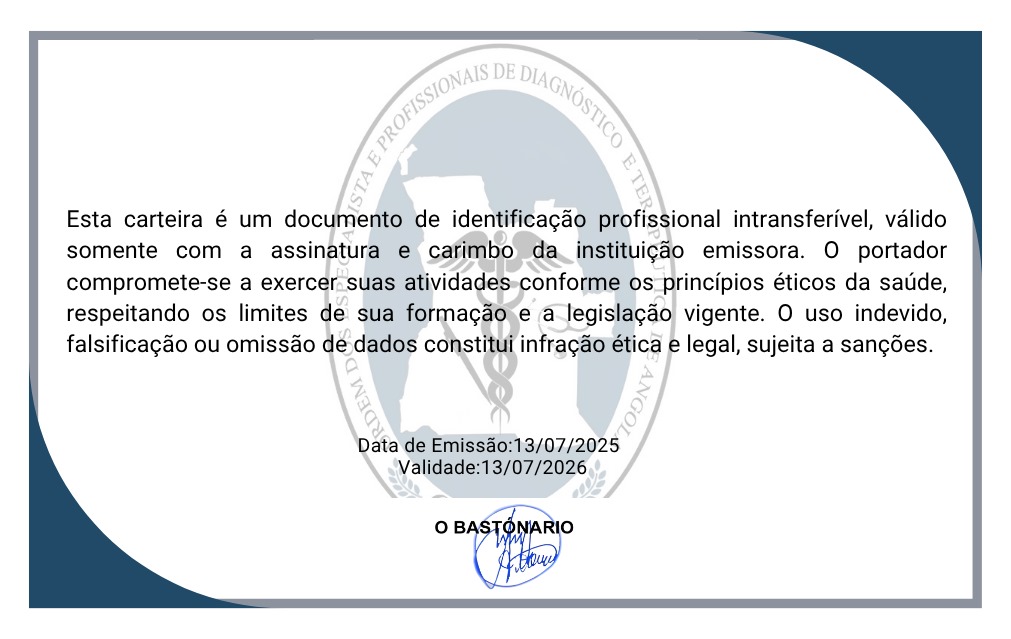 ORDEM DOS ESPECIALISTA E PROFISSIONAIS DE DIAGNÓSTICO E TERAPÊUTICA DE ANGOLA
Esta carteira é um documento de identificação profissional intransferível, válido
somente com a assinatura e carimbo da instituição emissora. O portador
compromete-se a exercer suas atividades conforme os princípios éticos da saúde,
respeitando os limites de sua formação e a legislação vigente. O uso indevido,
falsificação ou omissão de dados constitui infração ética e legal, sujeita a sanções.
Data de Emissão:13/07/2025
Validade:13/07/2026
O BASTÓNARIO